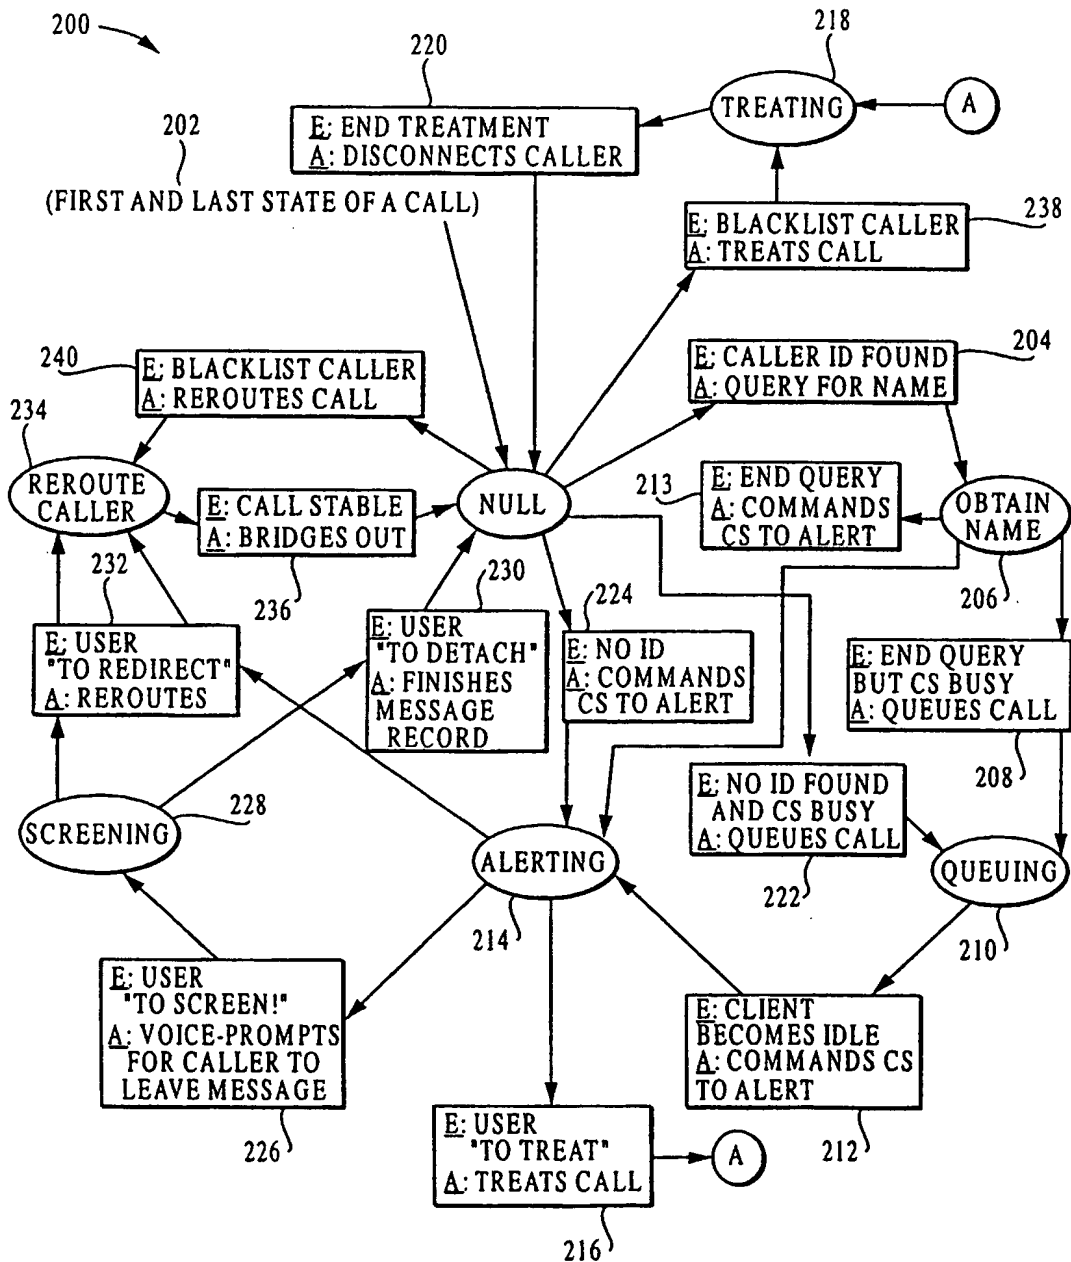 200
220
218
TREATING
A
202
E: END TREATMENT
A: DISCONNECTS CALLER
(FIRST AND LAST STATE OF A CALL)
238
E: BLACKLIST CALLER
A: TREATS CALL
240
E: BLACKLIST CALLER
A: REROUTES CALL
204
E: CALLER ID FOUND
A: QUERY FOR NAME
234
REROUTE
CALLER
E: CALL STABLE
A: BRIDGES OUT
236
NULL
213
E: END QUERY
A: COMMANDS
CS TO ALERT
OBTAIN
NAME
206
232
E: USER
"TO REDIRECT"
A: REROUTES
230
E: USER
"TO DETACH"
A: FINISHES
MESSAGE
RECORD
224
E: NO ID
A: COMMANDS
CS TO ALERT
E: END QUERY
BUT CS BUSY
A: QUEUES CALL
208
SCREENING
228
ALERTING
214
E: NO ID FOUND
AND CS BUSY
A: QUEUES CALL
222
QUEUING
210
E: USER
"TO SCREEN!"
A: VOICE-PROMPTS
FOR CALLER TO
LEAVE MESSAGE
226
E: CLIENT
BECOMES IDLE
A: COMMANDS CS
TO ALERT
212
E: USER
"TO TREAT"
A: TREATS CALL
216
A